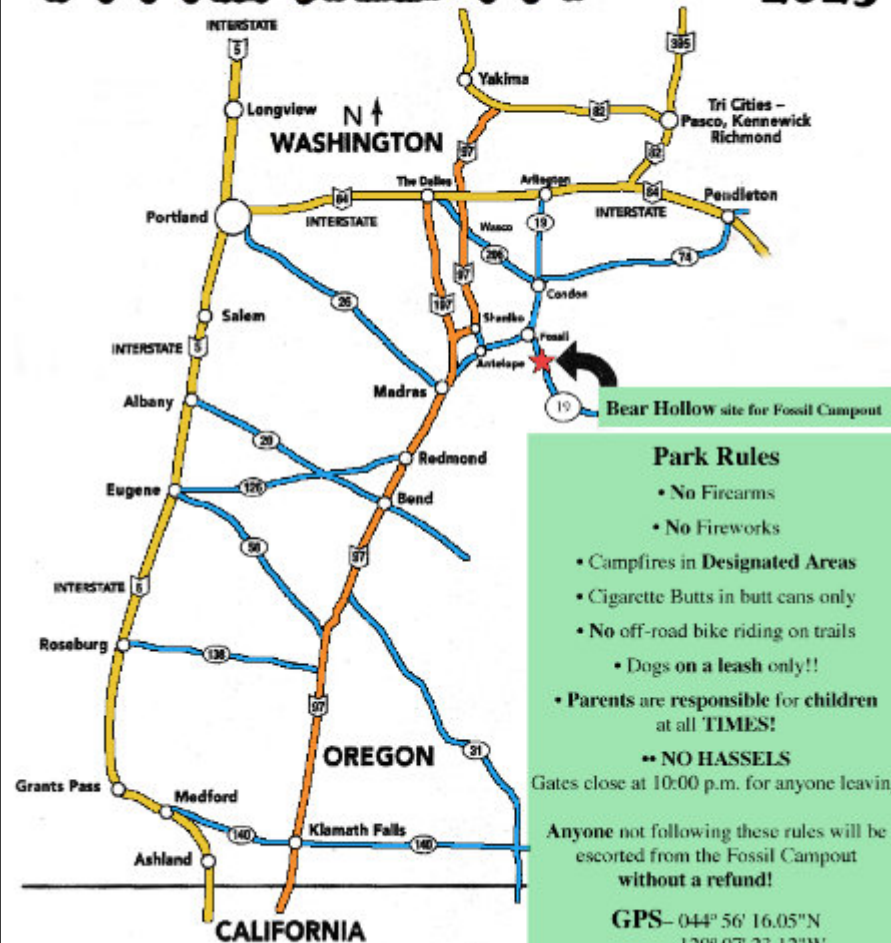 2023
INTERSTATE
5
395
Yakima
Longview
N
WASHINGTON
82
Tri Cities –
Pasco, Kennewick
Richmond
97
82
The Dalles
Arlington
84
84
Pendleton
Portland
INTERSTATE
INTERSTATE
Wasco
19
206
74
97
Condon
26
197
Salem
Shaniko
Fossil
INTERSTATE
5
Antelope
Madras
Albany
19
Bear Hollow site for Fossil Campout
20
Redmond
Eugene
126
Bend
58
97
INTERSTATE
5
Roseburg
138
97
OREGON
31
Grants Pass
Medford
140
Klamath Falls
140
Ashland
CALIFORNIA
Park Rules
• No Firearms
• No Fireworks
• Campfires in Designated Areas
• Cigarette Butts in butt cans only
• No off-road bike riding on trails
• Dogs on a leash only!!
• Parents are responsible for children
at all TIMES!
•• NO HASSELS
Gates close at 10:00 p.m. for anyone leavin
Anyone not following these rules will be
escorted from the Fossil Campout
without a refund!
GPS– 044º 56' 16.05"N